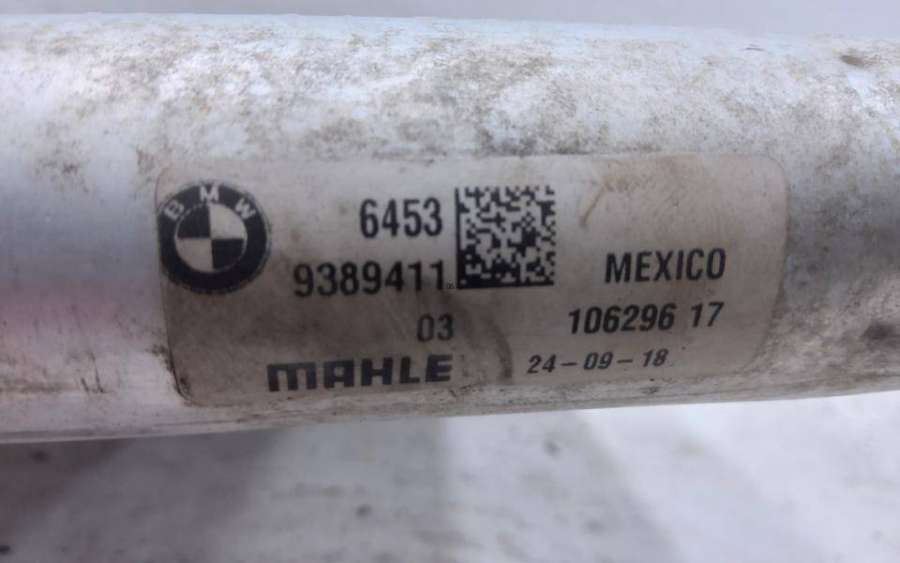 BMW
6453
9389411
03
MAHLE
MEXICO
106296 17
24-09-18